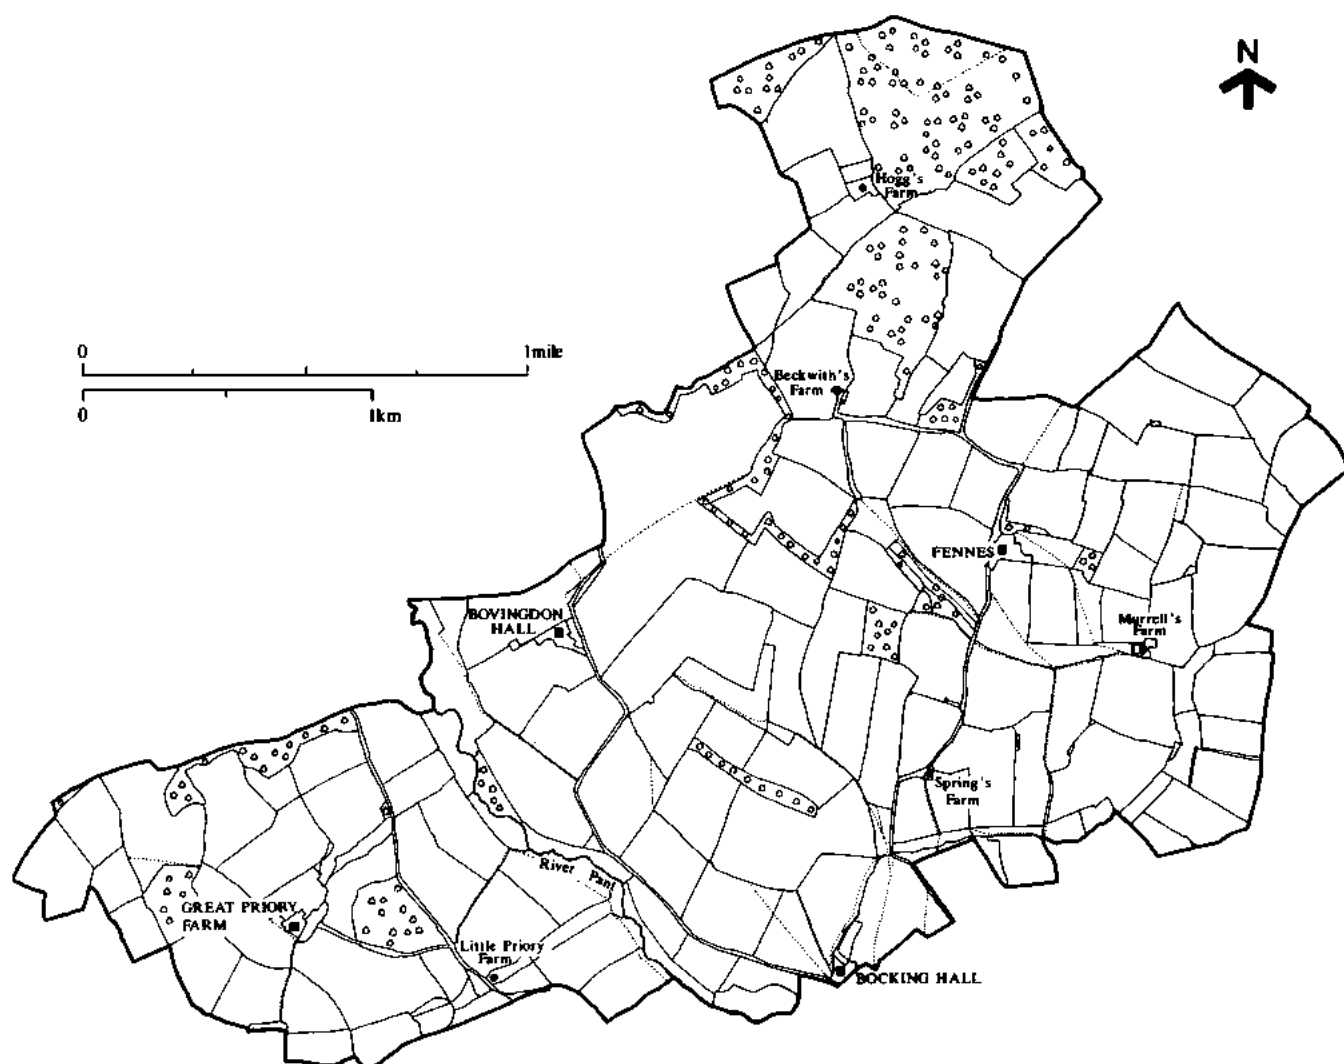 N
Hogg's
Farm
0 1mile
0 1km
Beckwith's
Farm
FENNES
BOVINGDON
HALL
Murrell's
Farm
Spring's
Farm
River Pant
GREAT PRIORY
FARM
Little Priory
Farm
BOCKING HALL